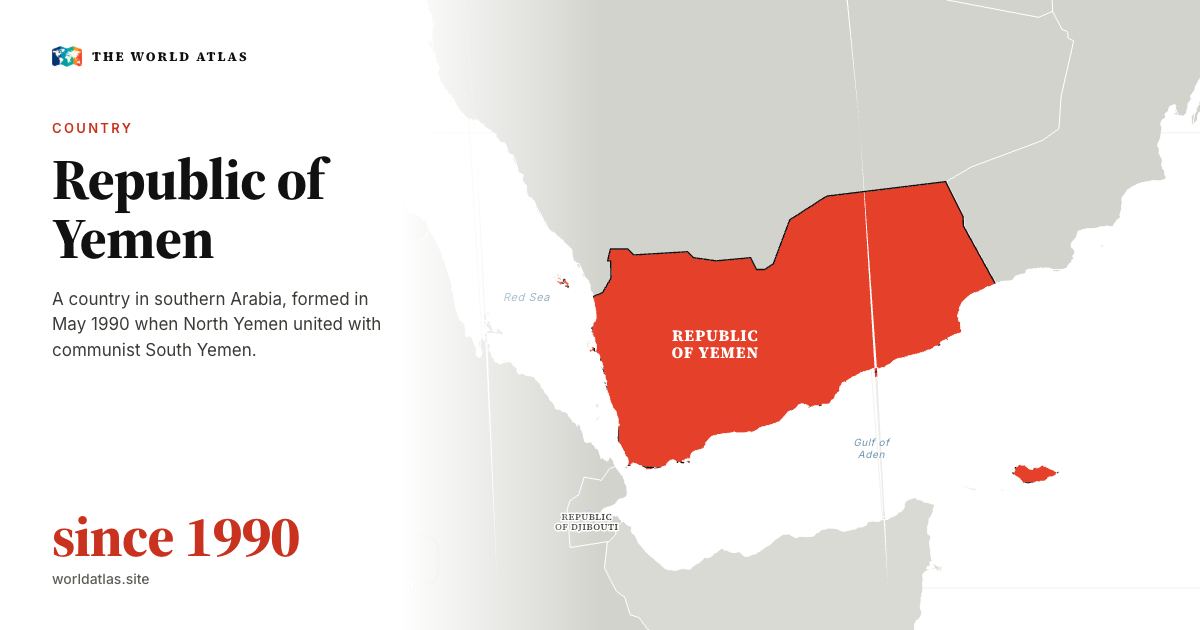 THE WORLD ATLAS
COUNTRY
Republic of
Yemen
A country in southern Arabia, formed in
May 1990 when North Yemen united with
communist South Yemen.
since 1990
worldatlas.site
Red Sea
REPUBLIC
OF YEMEN
Gulf of
Aden
REPUBLIC
OF DJIBOUTI